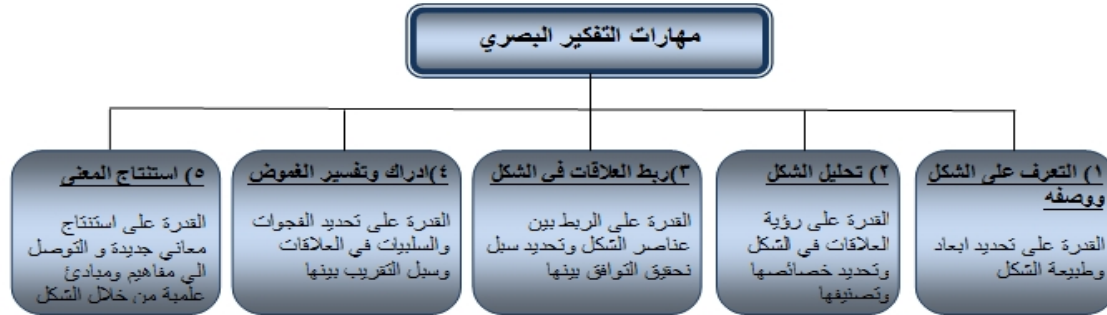 مهارات التفكير البصري
١) التعرف على الشكل
ووصفه
القدرة على تحديد ابعاد
وطبيعة الشكل
٢) تحليل الشكل
القدرة على رؤية
العلاقات في الشكل
وتحديد خصائصها
وتصنيفها
٣)ربط العلاقات في الشكل
القدرة على الربط بين
عناصر الشكل وتحديد سبل
تحقيق التوافق بينها
٤)ادراك وتفسير الغموض
القدرة على تحديد الفجوات
والسلبيات في العلاقات
وسبل التقريب بينها
٥) استنتاج المعنى
القدرة على استنتاج
معاني جديدة و التوصل
الى مفاهيم ومبادئ
علمية من خلال الشكل